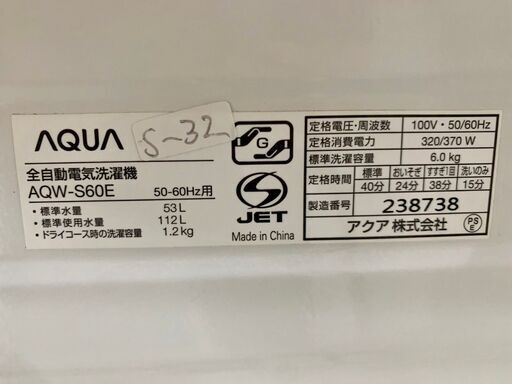 AQUA
S-32
全自動電気洗濯機
AQW-S60E 50-60Hz用
・標準水量 53L
・標準使用水量 112L
・ドライコース時の洗濯容量 1.2kg
G
S
JET
Made in China
定格電圧・周波数 100V・50/60Hz
定格消費電力 320/370 W
標準洗濯容量 6.0kg
定格時間 標準 おいそぎ すすぎ1回 洗いのみ
40分 24分 38分 15分
製造番号 238738
アクア 株式会社 PSE